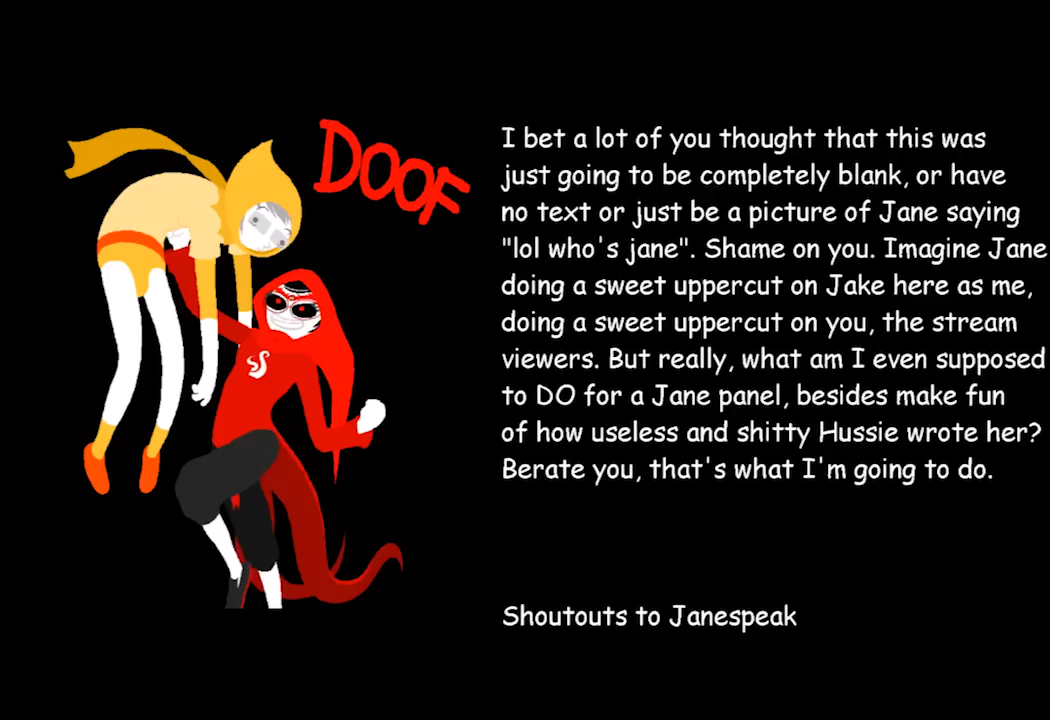 DOOF
I bet a lot of you thought that this was
just going to be completely blank, or have
no text or just be a picture of Jane saying
"lol who's jane". Shame on you. Imagine Jane
doing a sweet uppercut on Jake here as me,
doing a sweet uppercut on you, the stream
viewers. But really, what am I even supposed
to DO for a Jane panel, besides make fun
of how useless and shitty Hussie wrote her?
Berate you, that's what I'm going to do.
Shoutouts to Janespeak